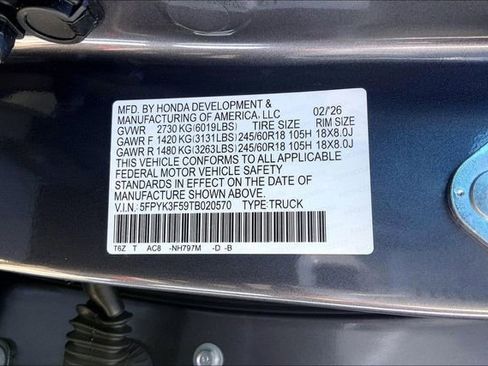 MFD. BY HONDA DEVELOPMENT &
MANUFACTURING OF AMERICA, LLC 02/'26
GVWR 2730 KG(6019LBS) TIRE SIZE RIM SIZE
GAWR F 1420 KG(3131LBS) 245/60R18 105H 18X8.0J
GAWR R 1480 KG(3263LBS) 245/60R18 105H 18X8.0J
THIS VEHICLE CONFORMS TO ALL APPLICABLE
FEDERAL MOTOR VEHICLE SAFETY
STANDARDS IN EFFECT ON THE DATE OF
MANUFACTURE SHOWN ABOVE.
V.I.N.: 5FPYK3F59TB020570 TYPE:TRUCK
T6Z T AC8 -NH797M -D -B